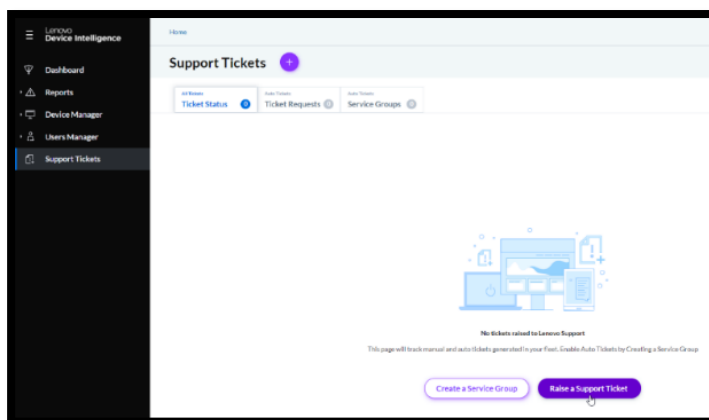 Lenovo
Device Intelligence
Dashboard
Reports
Device Manager
Users Manager
Support Tickets
Home
Support Tickets +
All Tickets
Ticket Status 0
Auto Tickets
Ticket Requests 0
Auto Tickets
Service Groups 0
No tickets raised to Lenovo Support
This page will track manual and auto tickets generated in your fleet. Enable Auto Tickets by Creating a Service Group
Create a Service Group
Raise a Support Ticket